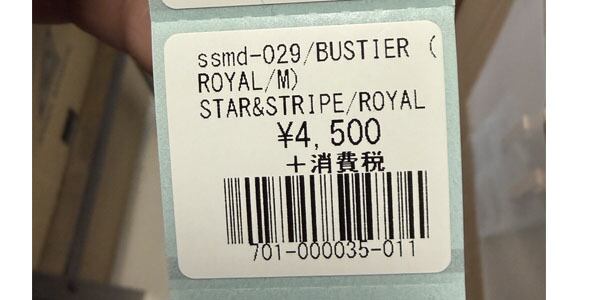 ssmd-029/BUSTIER (
ROYAL/M)
STAR&STRIPE/ROYAL
¥4,500
+消費税
701-000035-011